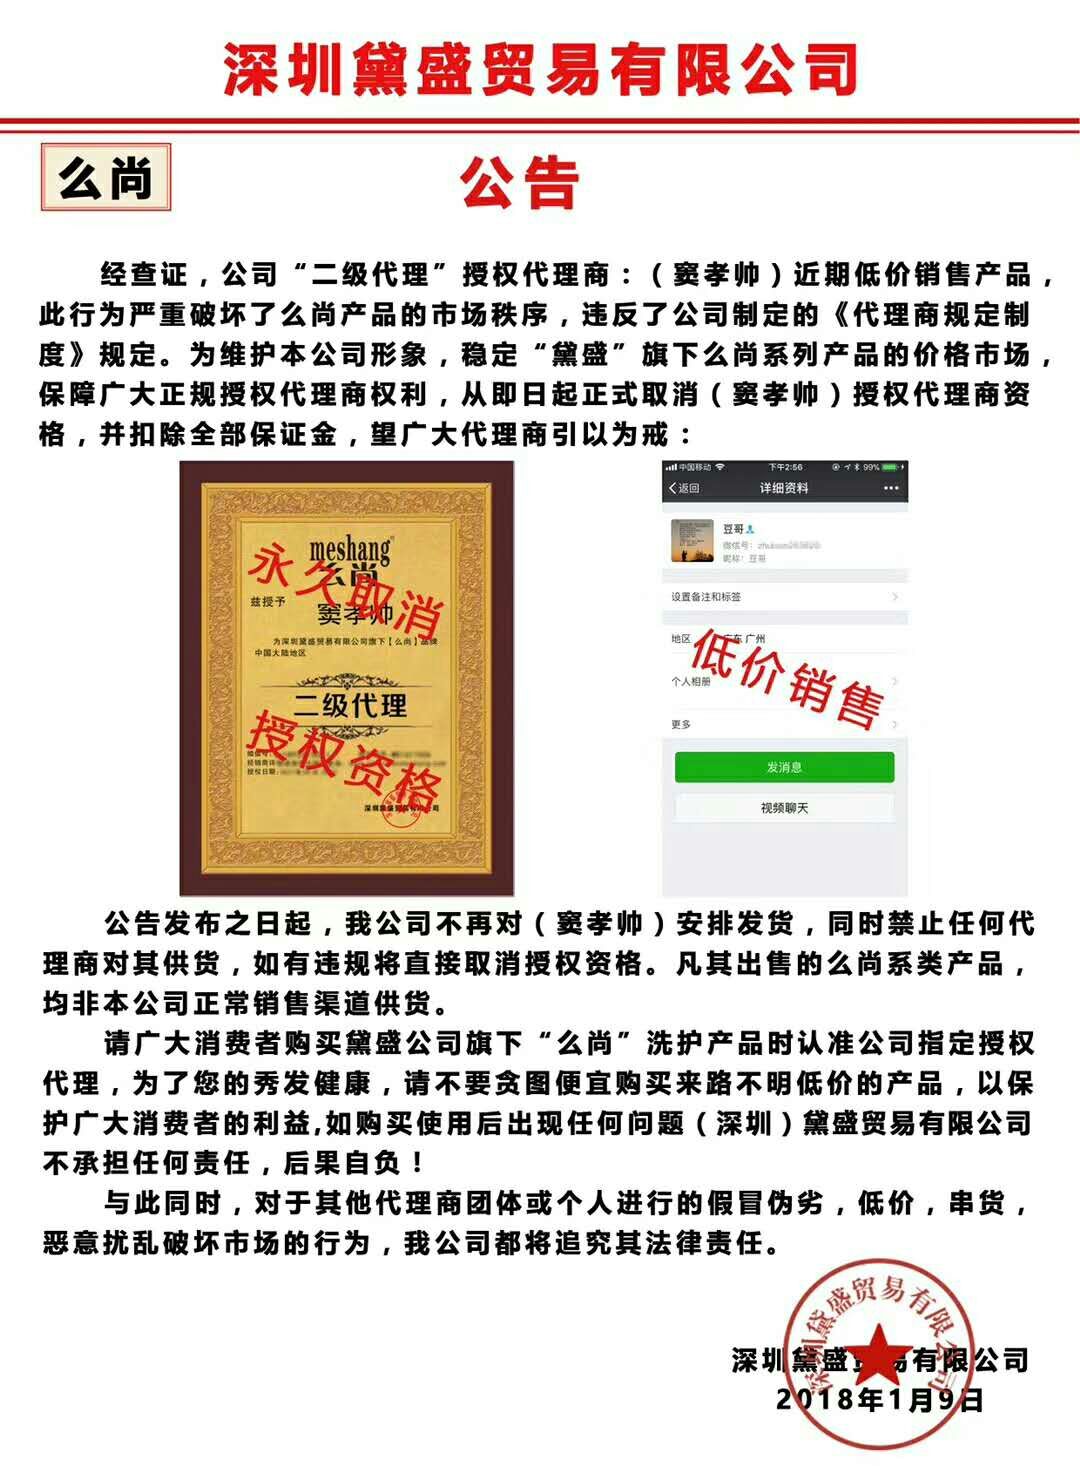 深圳黛盛贸易有限公司
么尚
公告
经查证，公司“二级代理”授权代理商：（窦孝帅）近期低价销售产品，
此行为严重破坏了么尚产品的市场秩序，违反了公司制定的《代理商规定制
度》规定。为维护本公司形象，稳定“黛盛”旗下么尚系列产品的价格市场，
保障广大正规授权代理商权利，从即日起正式取消（窦孝帅）授权代理商资
格，并扣除全部保证金，望广大代理商引以为戒：
meshang®
么尚
永久取消
兹授予
窦孝帅
为深圳黛盛贸易有限公司旗下【么尚】品牌
中国大陆地区
二级代理
授权资格
授权日期:
深圳黛盛贸易有限公司
中国移动
下午2:56
99%
返回
详细资料
豆哥
微信号:
昵称: 豆哥
设置备注和标签
地区
广东 广州
低价销售
个人相册
更多
发消息
视频聊天
公告发布之日起，我公司不再对（窦孝帅）安排发货，同时禁止任何代
理商对其供货，如有违规将直接取消授权资格。凡其出售的么尚系类产品，
均非本公司正常销售渠道供货。
请广大消费者购买黛盛公司旗下“么尚”洗护产品时认准公司指定授权
代理，为了您的秀发健康，请不要贪图便宜购买来路不明低价的产品，以保
护广大消费者的利益,如购买使用后出现任何问题（深圳）黛盛贸易有限公司
不承担任何责任，后果自负！
与此同时，对于其他代理商团体或个人进行的假冒伪劣，低价，串货，
恶意扰乱破坏市场的行为，我公司都将追究其法律责任。
深圳黛盛贸易有限公司
深圳黛盛贸易有限公司
2018年1月9日